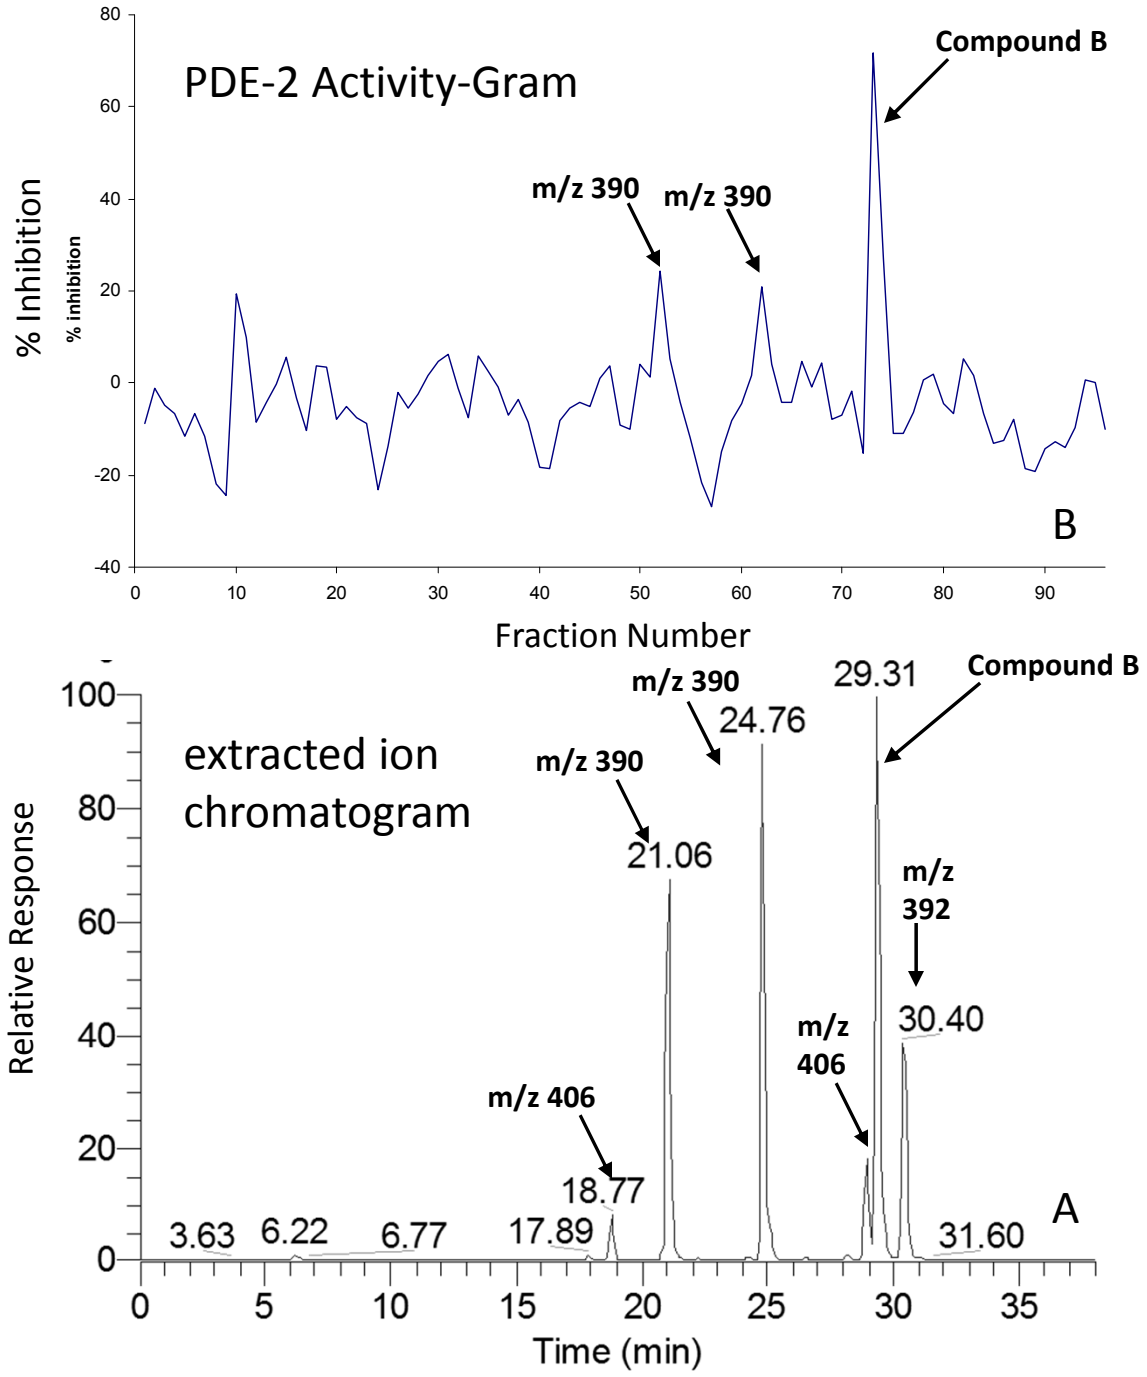 80
Compound B
PDE-2 Activity-Gram
60
m/z 390
m/z 390
40
% Inhibition
% inhibition
20
0
-20
B
-40
0 10 20 30 40 50 60 70 80 90
Fraction Number
Compound B
m/z 390
29.31
100
24.76
extracted ion
chromatogram
m/z 390
80
21.06
m/z
392
60
Relative Response
30.40
40
m/z
406
m/z 406
20
18.77
3.63 6.22 6.77 17.89
A
31.60
0
0 5 10 15 20 25 30 35
Time (min)